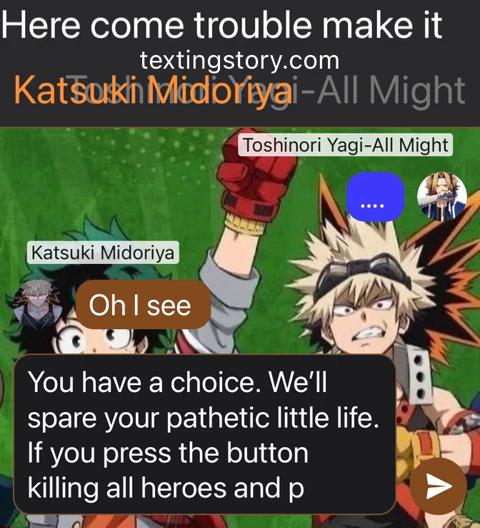 Here come trouble make it
textingstory.com
Katsuki Midoriya
Toshinori Yagi-All Might
Toshinori Yagi-All Might
....
Katsuki Midoriya
Oh I see
You have a choice. We’ll
spare your pathetic little life.
If you press the button
killing all heroes and p